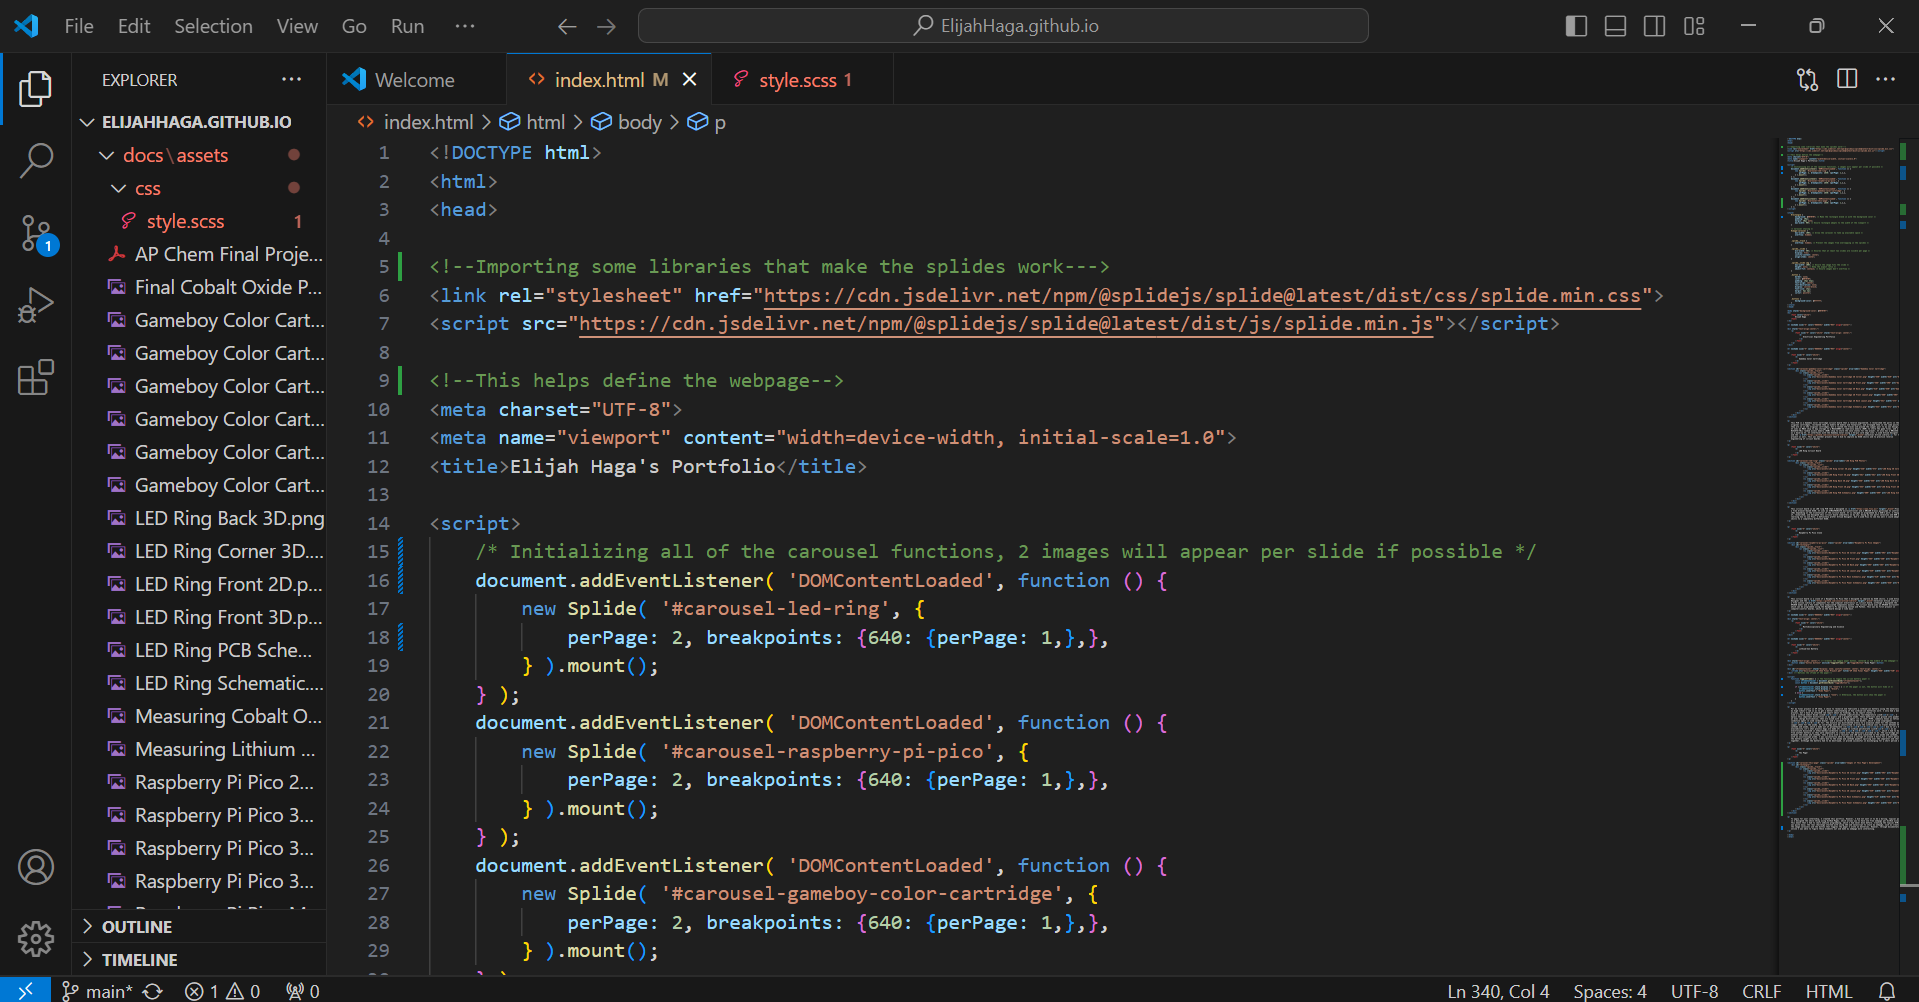 File Edit Selection View Go Run ··· ElijahHaga.github.io
EXPLORER ···
ELIJAHHAGA.GITHUB.IO
docs\assets
css
style.scss 1
AP Chem Final Proje...
Final Cobalt Oxide P...
Gameboy Color Cart...
Gameboy Color Cart...
Gameboy Color Cart...
Gameboy Color Cart...
Gameboy Color Cart...
Gameboy Color Cart...
LED Ring Back 3D.png
LED Ring Corner 3D....
LED Ring Front 2D.p...
LED Ring Front 3D.p...
LED Ring PCB Sche...
LED Ring Schematic....
Measuring Cobalt O...
Measuring Lithium ...
Raspberry Pi Pico 2...
Raspberry Pi Pico 3...
Raspberry Pi Pico 3...
Raspberry Pi Pico 3...
OUTLINE
TIMELINE
1
Welcome index.html M style.scss 1
index.html > html > body > p
1 <!DOCTYPE html>
2 <html>
3 <head>
4
5 <!--Importing some libraries that make the splides work--->
6 <link rel="stylesheet" href="https://cdn.jsdelivr.net/npm/@splidejs/splide@latest/dist/css/splide.min.css">
7 <script src="https://cdn.jsdelivr.net/npm/@splidejs/splide@latest/dist/js/splide.min.js"></script>
8
9 <!--This helps define the webpage-->
10 <meta charset="UTF-8">
11 <meta name="viewport" content="width=device-width, initial-scale=1.0">
12 <title>Elijah Haga's Portfolio</title>
13
14 <script>
15 /* Initializing all of the carousel functions, 2 images will appear per slide if possible */
16 document.addEventListener( 'DOMContentLoaded', function () {
17 new Splide( '#carousel-led-ring', {
18 perPage: 2, breakpoints: {640: {perPage: 1,},},
19 } ).mount();
20 } );
21 document.addEventListener( 'DOMContentLoaded', function () {
22 new Splide( '#carousel-raspberry-pi-pico', {
23 perPage: 2, breakpoints: {640: {perPage: 1,},},
24 } ).mount();
25 } );
26 document.addEventListener( 'DOMContentLoaded', function () {
27 new Splide( '#carousel-gameboy-color-cartridge', {
28 perPage: 2, breakpoints: {640: {perPage: 1,},},
29 } ).mount();
main* 1 0 0 Ln 340, Col 4 Spaces: 4 UTF-8 CRLF HTML